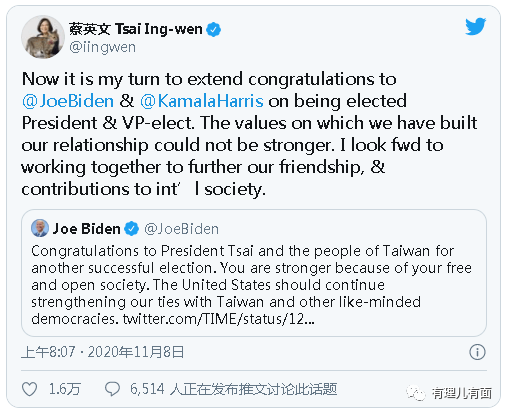 蔡英文 Tsai Ing-wen
@iingwen
Now it is my turn to extend congratulations to
@JoeBiden & @KamalaHarris on being elected
President & VP-elect. The values on which we have built
our relationship could not be stronger. I look fwd to
working together to further our friendship, &
contributions to int’l society.
Joe Biden @JoeBiden
Congratulations to President Tsai and the people of Taiwan for
another successful election. You are stronger because of your free
and open society. The United States should continue
strengthening our ties with Taiwan and other like-minded
democracies. twitter.com/TIME/status/12...
上午8:07 · 2020年11月8日
1.6万 6,514 人正在发布推文讨论此话题
有理儿有面